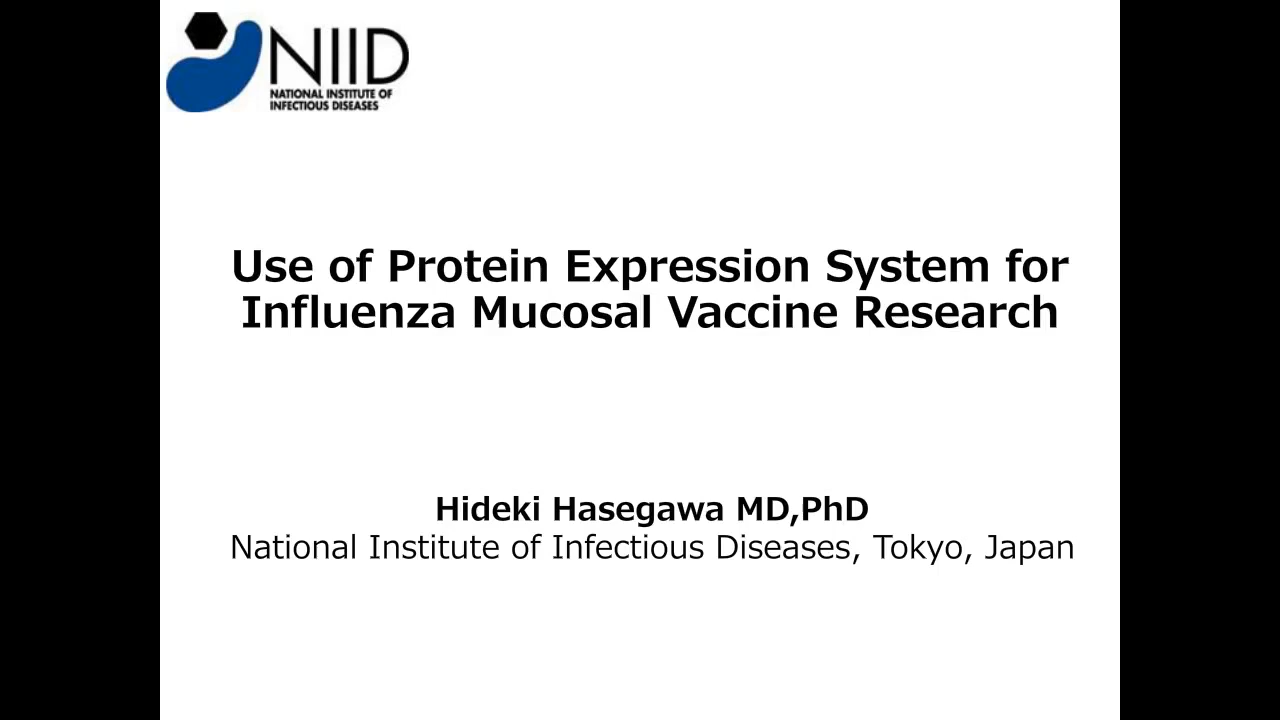 NIID
NATIONAL INSTITUTE OF
INFECTIOUS DISEASES
Use of Protein Expression System for
Influenza Mucosal Vaccine Research
Hideki Hasegawa MD,PhD
National Institute of Infectious Diseases, Tokyo, Japan